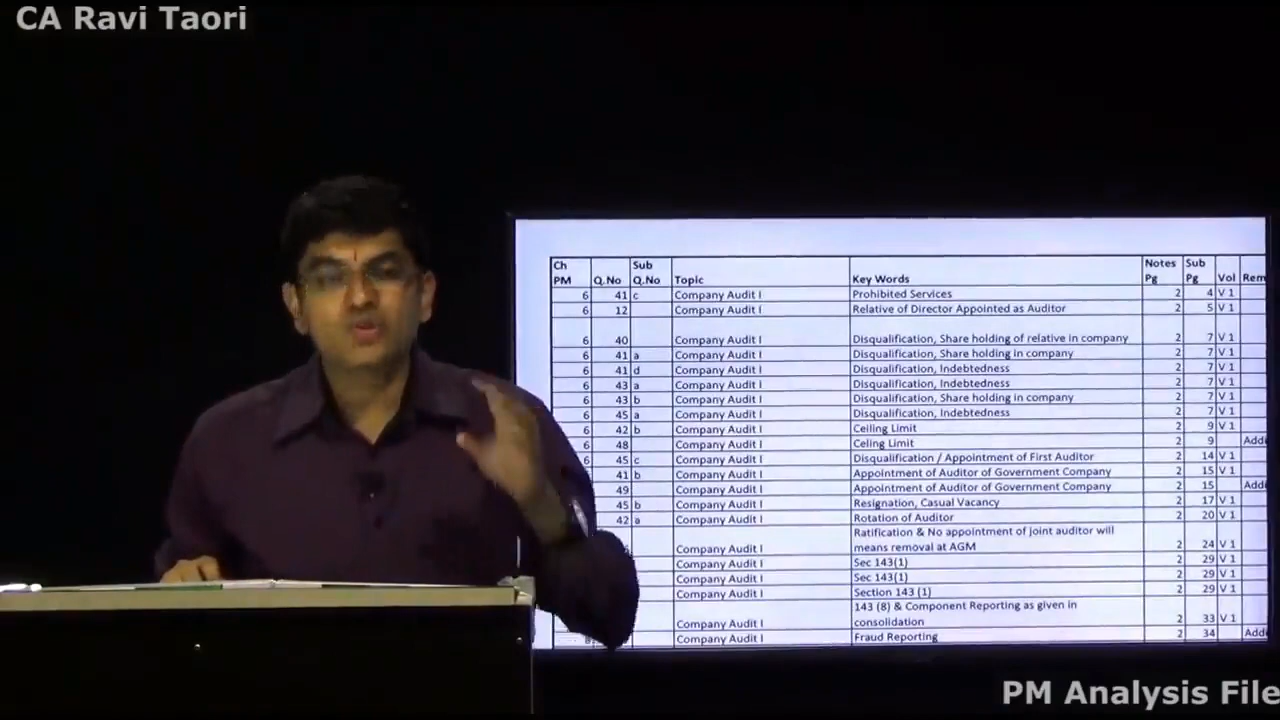 CA Ravi Taori
Ch PM Q.No Sub Q.No Topic Key Words Notes Pg Sub Pg Vol Rem
6 41 c Company Audit I Prohibited Services 2 4 V 1
6 12 Company Audit I Relative of Director Appointed as Auditor 2 5 V 1
6 40 Company Audit I Disqualification, Share holding of relative in company 2 7 V 1
6 41 a Company Audit I Disqualification, Share holding in company 2 7 V 1
6 41 d Company Audit I Disqualification, Indebtedness 2 7 V 1
6 43 a Company Audit I Disqualification, Indebtedness 2 7 V 1
6 43 b Company Audit I Disqualification, Share holding in company 2 7 V 1
6 45 a Company Audit I Disqualification, Indebtedness 2 7 V 1
6 42 b Company Audit I Ceiling Limit 2 9 V 1
6 48 Company Audit I Celing Limit 2 9 Adde
6 45 c Company Audit I Disqualification / Appointment of First Auditor 2 14 V 1
41 b Company Audit I Appointment of Auditor of Government Company 2 15 V 1
49 Company Audit I Appointment of Auditor of Government Company 2 15 Adde
45 b Company Audit I Resignation, Casual Vacancy 2 17 V 1
42 a Company Audit I Rotation of Auditor 2 20 V 1
Ratification & No appointment of joint auditor will
Company Audit I means removal at AGM 2 24 V 1
Company Audit I Sec 143(1) 2 29 V 1
Company Audit I Sec 143(1) 2 29 V 1
Company Audit I Section 143 (1) 2 29 V 1
143 (8) & Component Reporting as given in
Company Audit I consolidation 2 33 V 1
Company Audit I Fraud Reporting 2 34 Adde
PM Analysis File